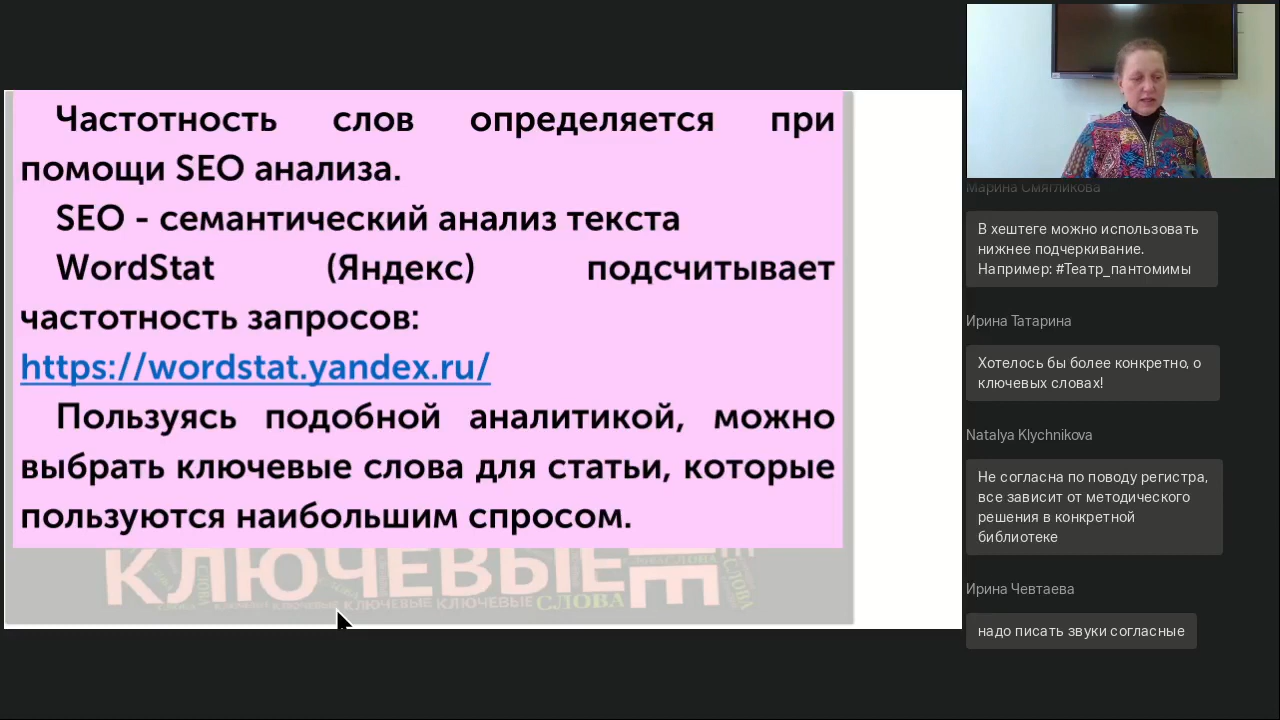 Частотность слов определяется при
помощи SEO анализа.
SEO - семантический анализ текста
WordStat (Яндекс) подсчитывает
частотность запросов:
https://wordstat.yandex.ru/
Пользуясь подобной аналитикой, можно
выбрать ключевые слова для статьи, которые
пользуются наибольшим спросом.
КЛЮЧЕВЫЕ
КЛЮЧЕВЫЕ КЛЮЧЕВЫЕ СЛОВА
Марина Смягликова
В хештеге можно использовать
нижнее подчеркивание.
Например: #Театр_пантомимы
Ирина Татарина
Хотелось бы более конкретно, о
ключевых словах!
Natalya Klychnikova
Не согласна по поводу регистра,
все зависит от методического
решения в конкретной
библиотеке
Ирина Чевтаева
надо писать звуки согласные